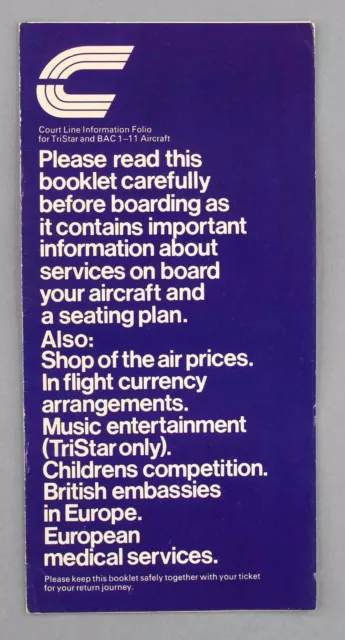 Court Line Information Folio
for TriStar and BAC 1-11 Aircraft
Please read this
booklet carefully
before boarding as
it contains important
information about
services on board
your aircraft and
a seating plan.
Also:
Shop of the air prices.
In flight currency
arrangements.
Music entertainment
(TriStar only).
Childrens competition.
British embassies
in Europe.
European
medical services.
Please keep this booklet safely together with your ticket
for your return journey.